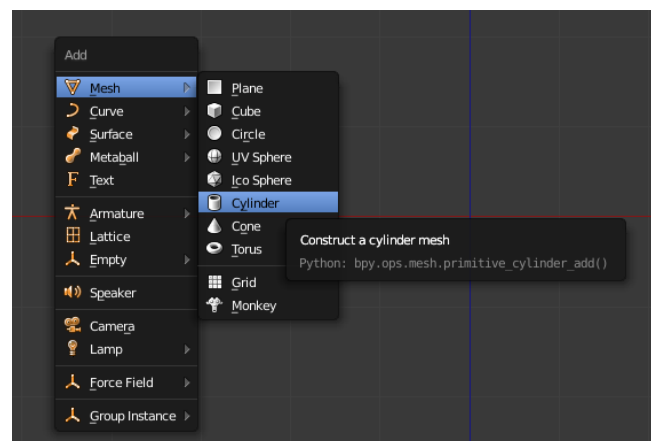 Add
Mesh
Curve
Surface
Metaball
Text
Armature
Lattice
Empty
Speaker
Camera
Lamp
Force Field
Group Instance
Plane
Cube
Circle
UV Sphere
Ico Sphere
Cylinder
Cone
Torus
Grid
Monkey
Construct a cylinder mesh
Python: bpy.ops.mesh.primitive_cylinder_add()